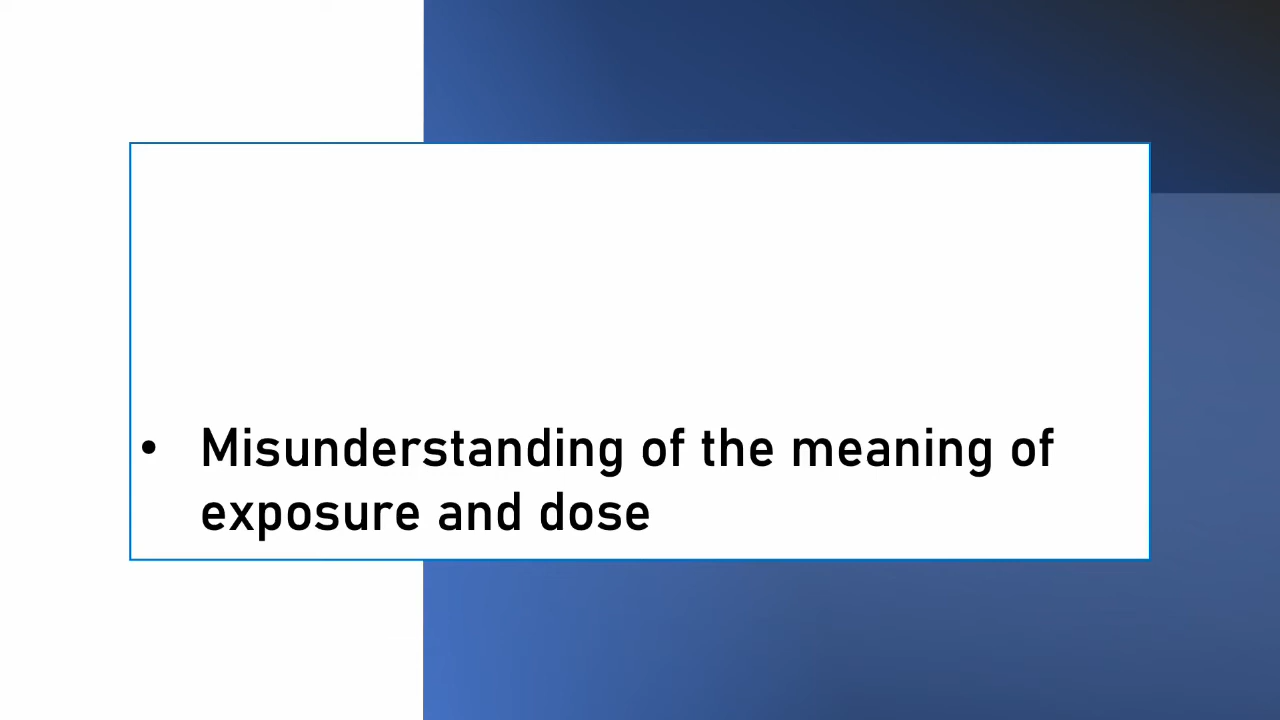 • Misunderstanding of the meaning of
exposure and dose